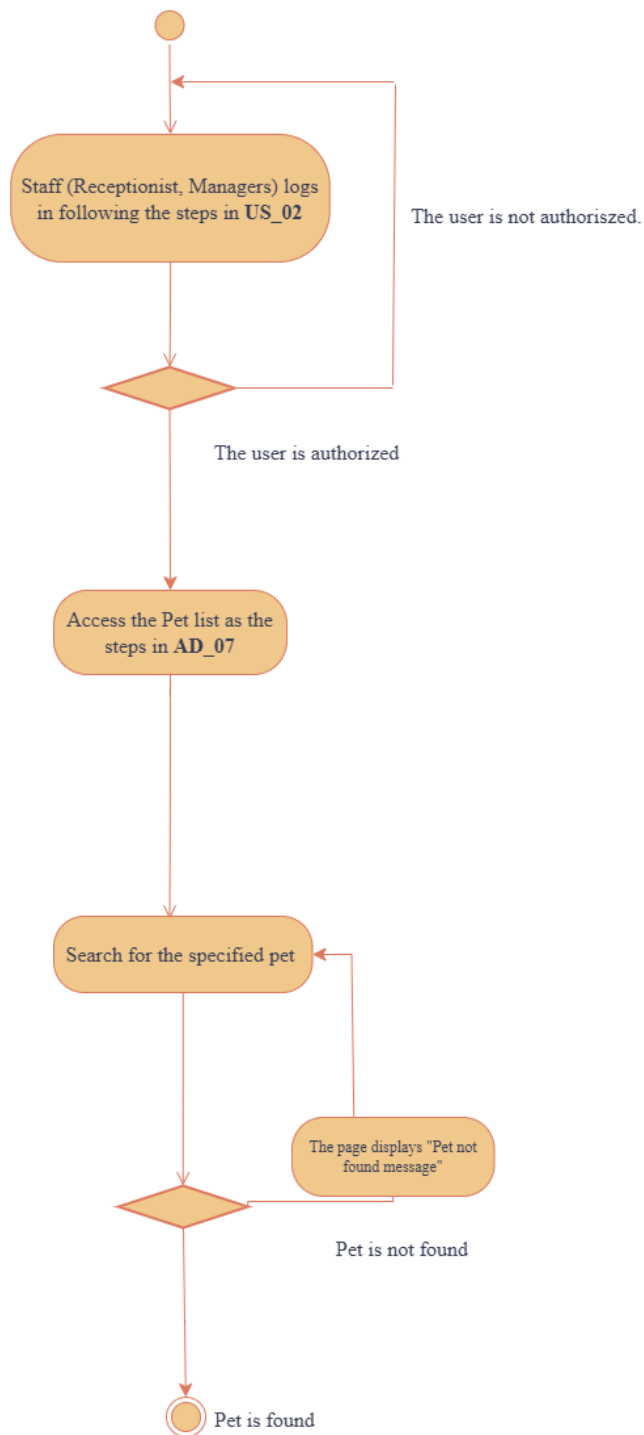 Staff (Receptionist, Managers) logs
in following the steps in US_02
The user is not authoriszed.
The user is authorized
Access the Pet list as the
steps in AD_07
Search for the specified pet
The page displays "Pet not
found message"
Pet is not found
Pet is found